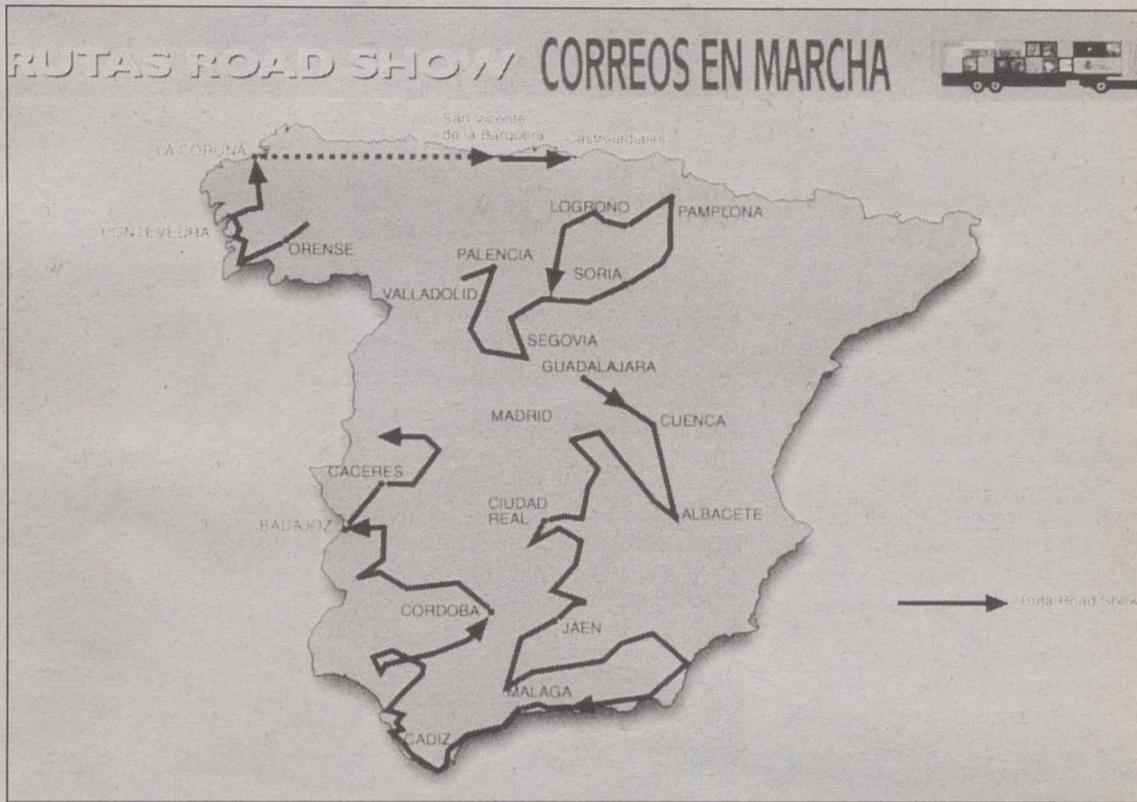 RUTAS ROAD SHOW CORREOS EN MARCHA
San Vicente
de la Barquera
Castrourdiales
LA CORUÑA
LOGROÑO
PAMPLONA
PONTEVEDRA
ORENSE
PALENCIA
SORIA
VALLADOLID
SEGOVIA
GUADALAJARA
MADRID
CUENCA
CACERES
CIUDAD
REAL
ALBACETE
BADAJOZ
CORDOBA
JAEN
Ruta Road Show
MALAGA
CADIZ